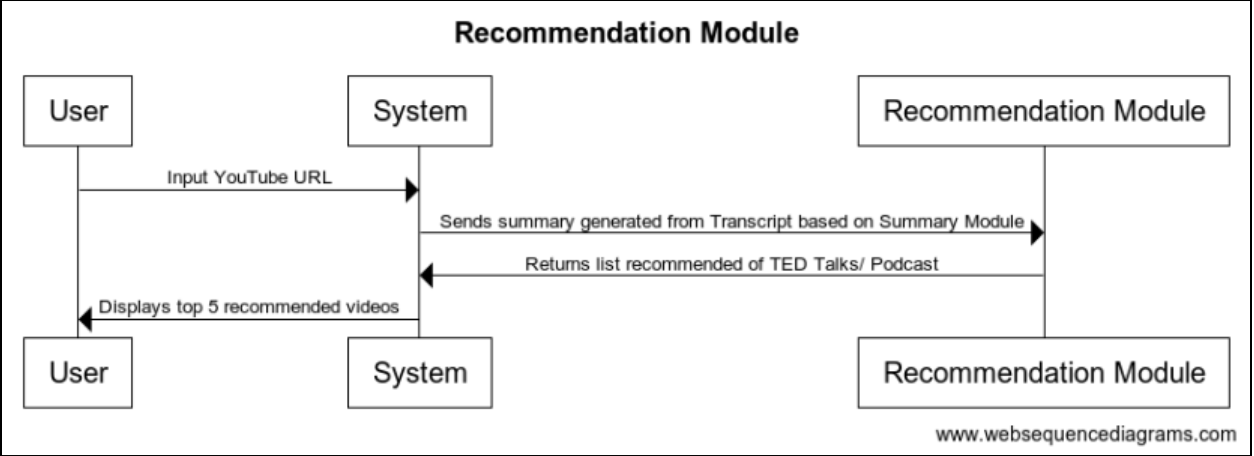 Recommendation Module
User
System
Recommendation Module
Input YouTube URL
Sends summary generated from Transcript based on Summary Module
Returns list recommended of TED Talks/ Podcast
Displays top 5 recommended videos
User
System
Recommendation Module
www.websequencediagrams.com